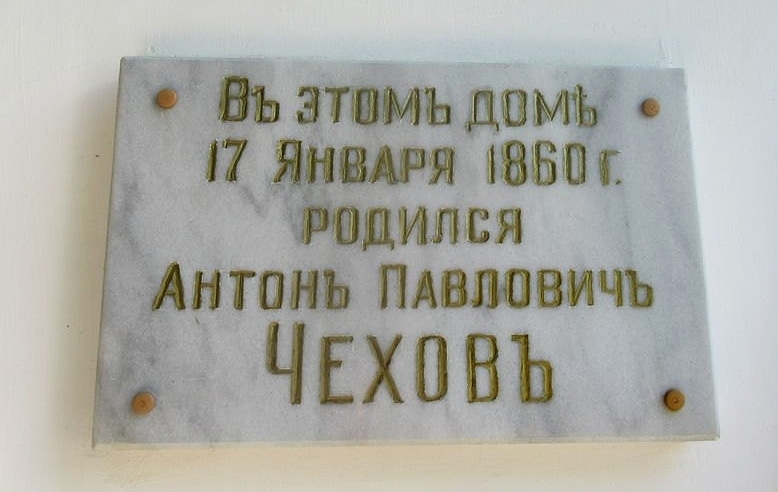 Въ этомъ домѣ
17 Января 1860 г.
родился
Антонъ Павловичъ
Чеховъ